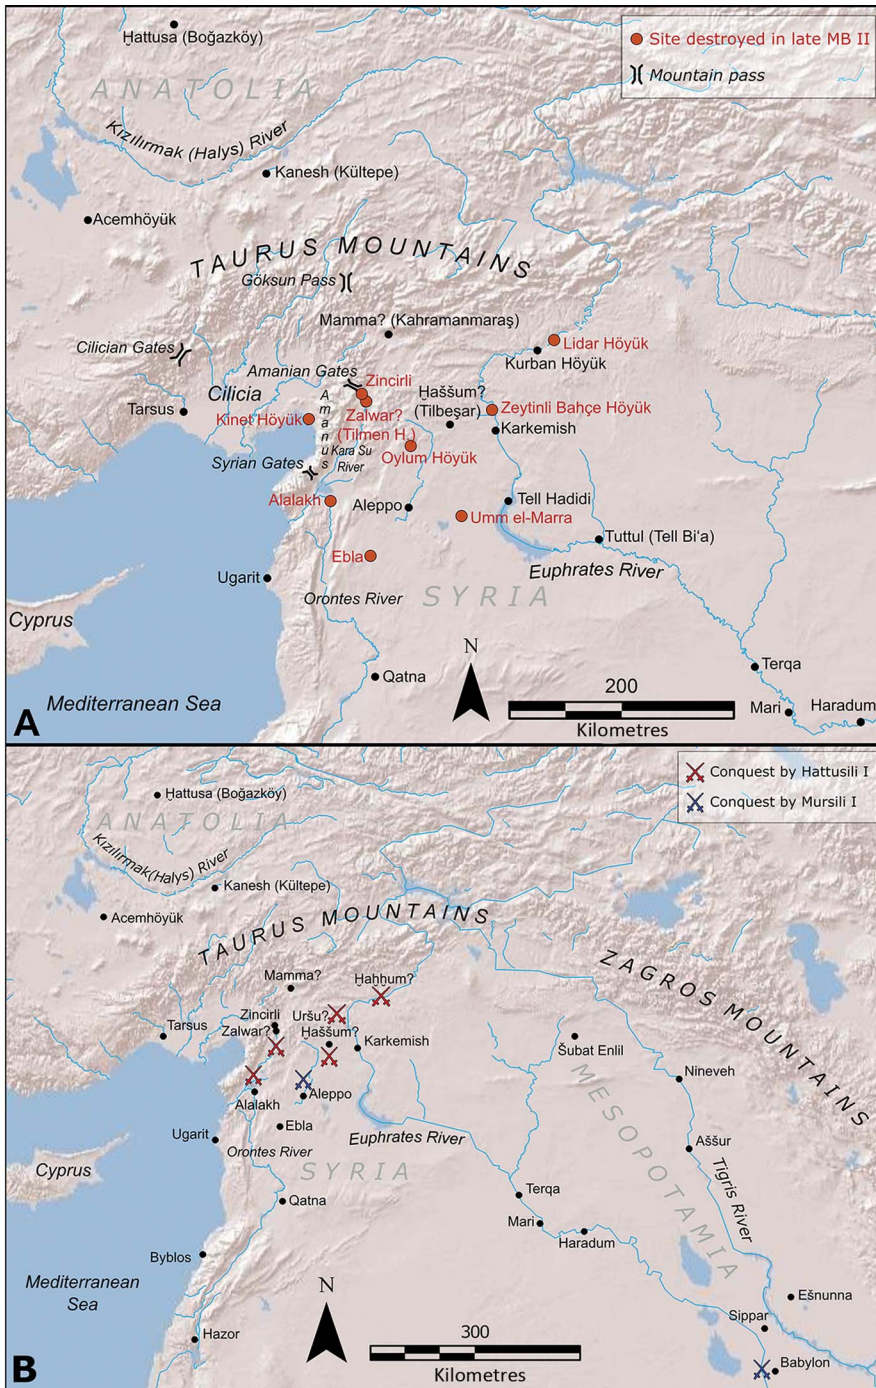 Ḫattusa (Boğazköy)
Site destroyed in late MB II
Mountain pass
ANATOLIA
Kızılırmak (Halys) River
Kanesh (Kültepe)
Acemhöyük
TAURUS MOUNTAINS
Göksun Pass
Mamma? (Kahramanmaraş)
Cilician Gates
Lidar Höyük
Kurban Höyük
Amanian Gates
Zincirli
Cilicia
Ḫaššum?
(Tilbeşar)
Tarsus
Kinet Höyük
Amanus
Zalwar?
(Tilmen H.)
Zeytinli Bahçe Höyük
Karkemish
Kara Su
River
Oylum Höyük
Syrian Gates
Alalakh
Aleppo
Tell Hadidi
Umm el-Marra
Tuttul (Tell Bi‘a)
Ebla
Euphrates River
Ugarit
Orontes River
SYRIA
Cyprus
N
Terqa
Qatna
200
Mediterranean Sea
Mari
Haradum
A
Kilometres
Conquest by Hattusili I
Conquest by Mursili I
Ḫattusa (Boğazköy)
ANATOLIA
Kızılırmak(Halys) River
Kanesh (Kültepe)
Acemhöyük
TAURUS MOUNTAINS
ZAGROS MOUNTAINS
Mamma?
Ḫahhum?
Zincirli
Uršu?
Tarsus
Zalwar?
Ḫaššum?
Karkemish
Šubat Enlil
Nineveh
Alalakh
Aleppo
MESOPOTAMIA
Ebla
Ugarit
Euphrates River
Orontes River
Aššur
Cyprus
SYRIA
Tigris River
Terqa
Qatna
Mari
Haradum
Byblos
Mediterranean
Sea
N
Ešnunna
Sippar
Hazor
300
B
Kilometres
Babylon